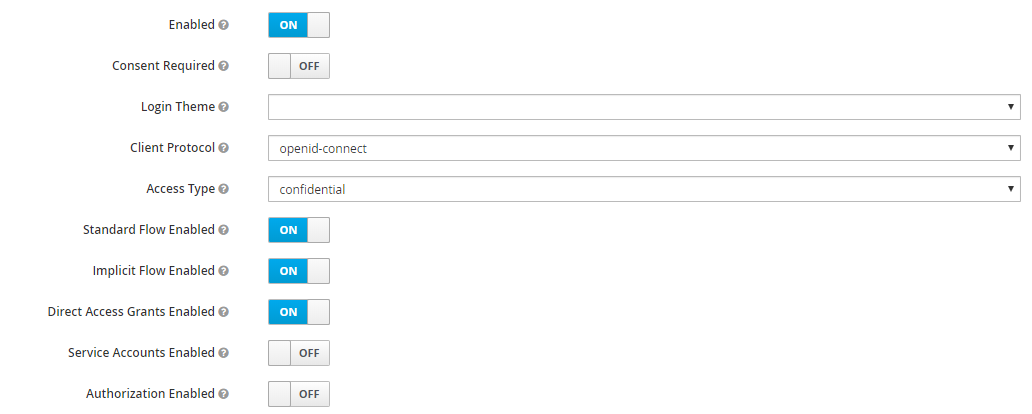 Enabled ON
Consent Required OFF
Login Theme
Client Protocol openid-connect
Access Type confidential
Standard Flow Enabled ON
Implicit Flow Enabled ON
Direct Access Grants Enabled ON
Service Accounts Enabled OFF
Authorization Enabled OFF